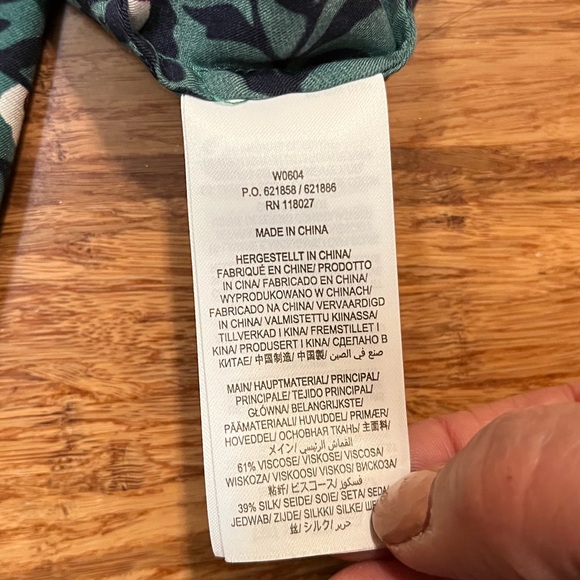 W0604
P.O. 621858 / 621886
RN 118027
MADE IN CHINA
HERGESTELLT IN CHINA/
FABRIQUÉ EN CHINE/ PRODOTTO
IN CINA/ FABRICADO EN CHINA/
WYPRODUKOWANO W CHINACH/
FABRICADO NA CHINA/ VERVAARDIGD
IN CHINA/ VALMISTETTU KIINASSA/
TILLVERKAD I KINA/ FREMSTILLET I
KINA/ PRODUSERT I KINA/ СДЕЛАНО В
КИТАЕ/ 中国制造/ 中国製/ صنع في الصين
MAIN/ HAUPTMATERIAL/ PRINCIPAL/
PRINCIPALE/ TEJIDO PRINCIPAL/
GŁÓWNA/ BELANGRIJKSTE/
PÄÄMATERIAALI/ HUVUDDEL/ PRIMÆR/
HOVEDDEL/ ОСНОВНАЯ ТКАНЬ/ 主面料/
メイン/ القماش الرئيسي
61% VISCOSE/ VISKOSE/ VISCOSA/
WISKOZA/ VISKOOSI/ VISKOS/ ВИСКОЗА/
粘纤/ ビスコース/ فسكوز
39% SILK/ SEIDE/ SOIE/ SETA/ SEDA/
JEDWAB/ ZIJDE/ SILKKI/ SILKE/
丝/ シルク/ حرير